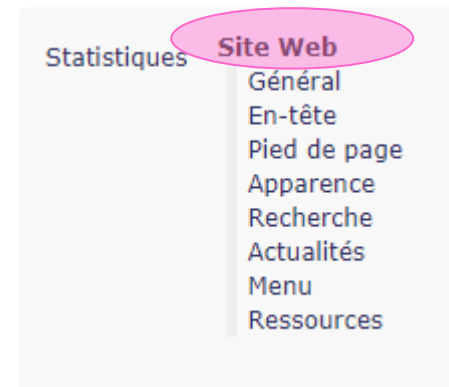 Statistiques
Site Web
Général
En-tête
Pied de page
Apparence
Recherche
Actualités
Menu
Ressources